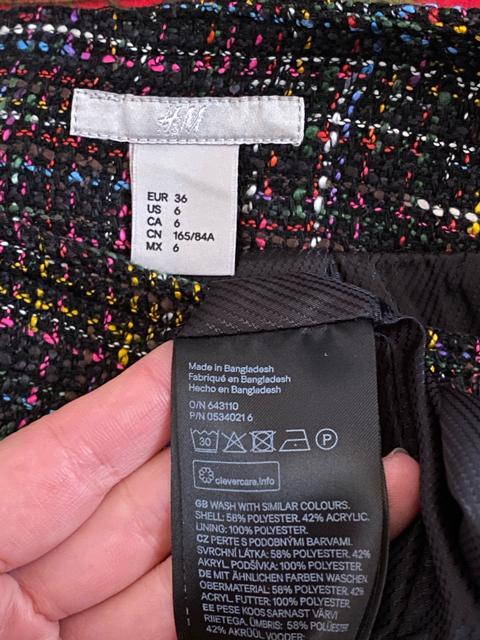 H&M
EUR 36
US 6
CA 6
CN 165/84A
MX 6
Made in Bangladesh
Fabriqué en Bangladesh
Hecho en Bangladesh
O/N 643110
P/N 0534021 6
30 P
clevercare.info
GB WASH WITH SIMILAR COLOURS.
SHELL: 58% POLYESTER. 42% ACRYLIC.
LINING: 100% POLYESTER.
CZ PERTE S PODOBNÝMI BARVAMI.
SVRCHNÍ LÁTKA: 58% POLYESTER. 42%
AKRYL. PODŠÍVKA: 100% POLYESTER
DE MIT ÄHNLICHEN FARBEN WASCHEN.
OBERMATERIAL: 58% POLYESTER, 42%
ACRYL. FUTTER: 100% POLYESTER
EE PESE KOOS SARNAST VÄRVI
RIIETEGA. ÜMBRIS: 58% POLÜESTER
42% AKRÜÜL VOODER: